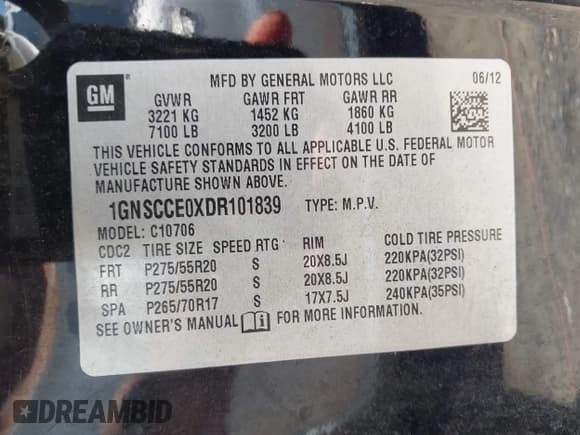 GM
MFD BY GENERAL MOTORS LLC 06/12
GVWR GAWR FRT GAWR RR
3221 KG 1452 KG 1860 KG
7100 LB 3200 LB 4100 LB
THIS VEHICLE CONFORMS TO ALL APPLICABLE U.S. FEDERAL MOTOR
VEHICLE SAFETY STANDARDS IN EFFECT ON THE DATE OF
MANUFACTURE SHOWN ABOVE.
1GNSCCE0XDR101839 TYPE: M.P.V.
MODEL: C10706
CDC2 TIRE SIZE SPEED RTG RIM COLD TIRE PRESSURE
FRT P275/55R20 S 20X8.5J 220KPA(32PSI)
RR P275/55R20 S 20X8.5J 220KPA(32PSI)
SPA P265/70R17 S 17X7.5J 240KPA(35PSI)
SEE OWNER'S MANUAL FOR MORE INFORMATION.
DREAMBID